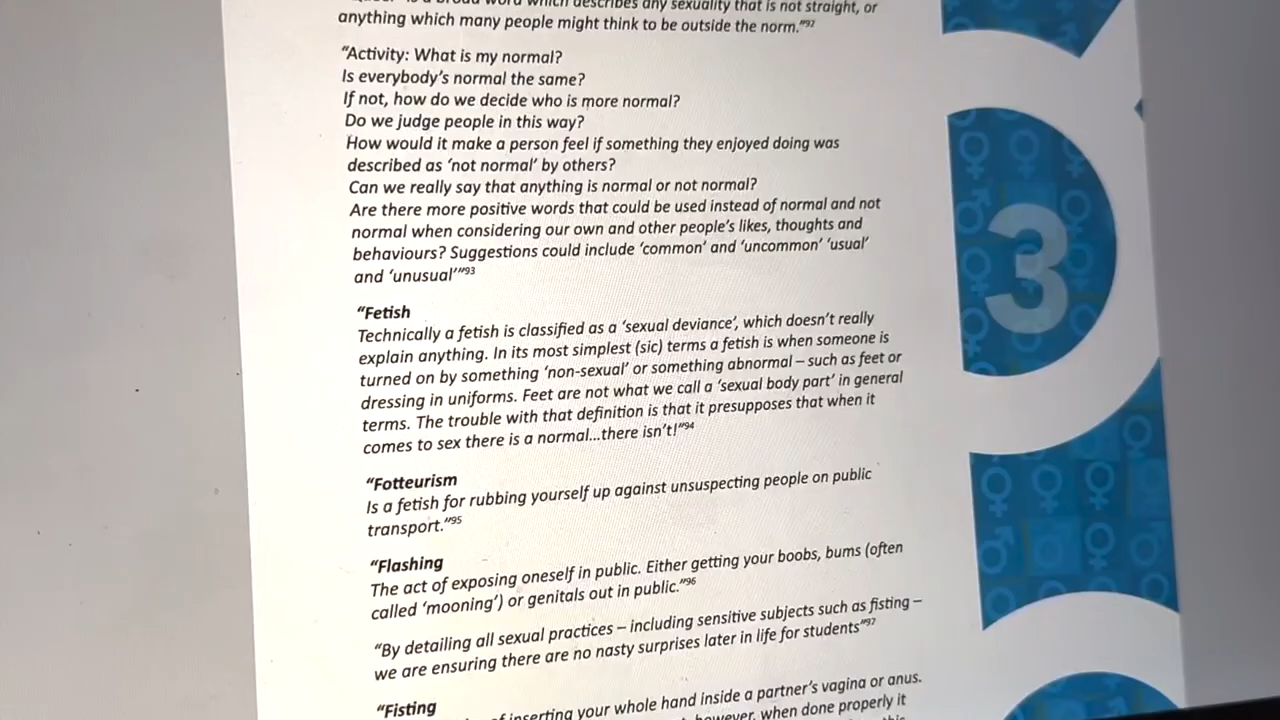 is a broad word which describes any sexuality that is not straight, or
anything which many people might think to be outside the norm."92
"Activity: What is my normal?
Is everybody's normal the same?
If not, how do we decide who is more normal?
Do we judge people in this way?
How would it make a person feel if something they enjoyed doing was
described as 'not normal' by others?
Can we really say that anything is normal or not normal?
Are there more positive words that could be used instead of normal and not
normal when considering our own and other people's likes, thoughts and
behaviours? Suggestions could include 'common' and 'uncommon' 'usual'
and 'unusual'"93
"Fetish
Technically a fetish is classified as a 'sexual deviance', which doesn't really
explain anything. In its most simplest (sic) terms a fetish is when someone is
turned on by something 'non-sexual' or something abnormal – such as feet or
dressing in uniforms. Feet are not what we call a 'sexual body part' in general
terms. The trouble with that definition is that it presupposes that when it
comes to sex there is a normal...there isn't!"94
"Fotteurism
Is a fetish for rubbing yourself up against unsuspecting people on public
transport."95
"Flashing
The act of exposing oneself in public. Either getting your boobs, bums (often
called 'mooning') or genitals out in public."96
"By detailing all sexual practices – including sensitive subjects such as fisting –
we are ensuring there are no nasty surprises later in life for students"97
"Fisting
of inserting your whole hand inside a partner's vagina or anus.
however, when done properly it
3